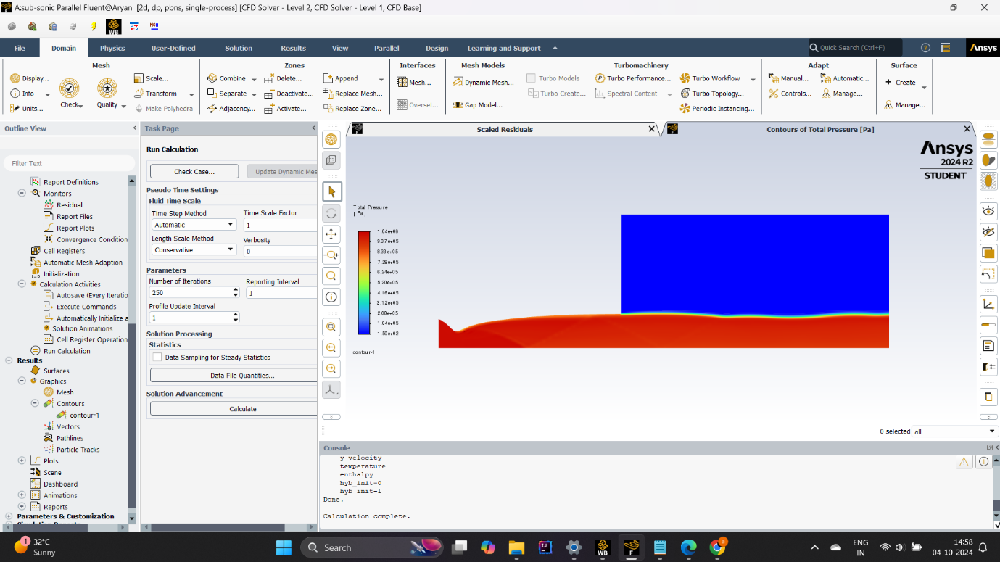 A:sub-sonic Parallel Fluent@Aryan [2d, dp, pbns, single-process] [CFD Solver - Level 2, CFD Solver - Level 1, CFD Base]
WB
File Domain Physics User-Defined Solution Results View Parallel Design Learning and Support Quick Search (Ctrl+F) Ansys
Mesh Zones Interfaces Mesh Models Turbomachinery Adapt Surface
Display... Scale... Combine Delete... Append Mesh... Dynamic Mesh... Turbo Models Turbo Performance... Turbo Workflow Manual... Automatic... Create
Info Transform Separate Deactivate... Replace Mesh... Turbo Create... Spectral Content Turbo Topology... Controls... Manage...
Check Quality
Units... Make Polyhedra Adjacency... Activate... Replace Zone... Overset... Gap Model... Periodic Instancing... Manage...
Outline View
Filter Text
Report Definitions
Monitors
Residual
Report Files
Report Plots
Convergence Condition
Cell Registers
Automatic Mesh Adaption
Initialization
Calculation Activities
Autosave (Every Iteratio
Execute Commands
Automatically Initialize a
Solution Animations
Cell Register Operation
Run Calculation
Results
Surfaces
Graphics
Mesh
Contours
contour-1
Vectors
Pathlines
Particle Tracks
Plots
Scene
Dashboard
Animations
Reports
Parameters & Customization
Task Page
Run Calculation
Check Case... Update Dynamic Mes
Pseudo Time Settings
Fluid Time Scale
Time Step Method Time Scale Factor
Automatic 1
Length Scale Method Verbosity
Conservative 0
Parameters
Number of Iterations Reporting Interval
250 1
Profile Update Interval
1
Solution Processing
Statistics
Data Sampling for Steady Statistics
Data File Quantities...
Solution Advancement
Calculate
Scaled Residuals Contours of Total Pressure [Pa]
Ansys
2024 R2
STUDENT
Total Pressure
[ Pa ]
1.04e+06
9.37e+05
8.33e+05
7.28e+05
6.24e+05
5.20e+05
4.16e+05
3.12e+05
2.08e+05
1.04e+05
-1.50e+02
contour-1
0 selected all
Console
y-velocity
temperature
enthalpy
hyb_init-0
hyb_init-1
Done.
Calculation complete.
1 32°C
Sunny
Search
WB F
ENG
IN
14:58
04-10-2024